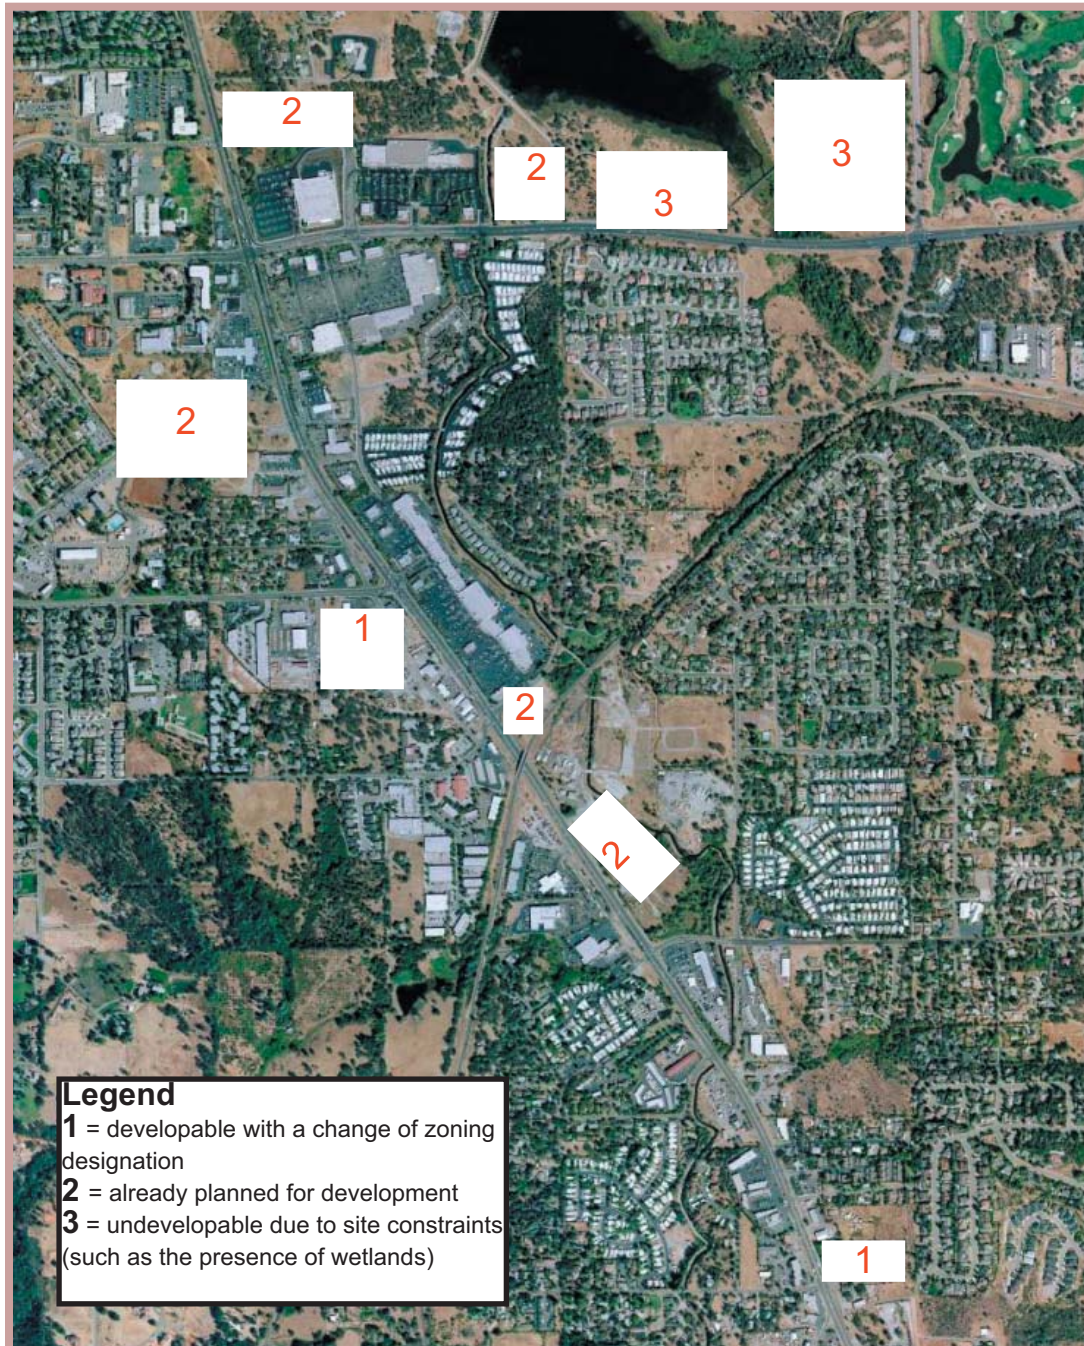 2
2
3
3
2
1
2
2
1
Legend
1 = developable with a change of zoning
designation
2 = already planned for development
3 = undevelopable due to site constraints
(such as the presence of wetlands)